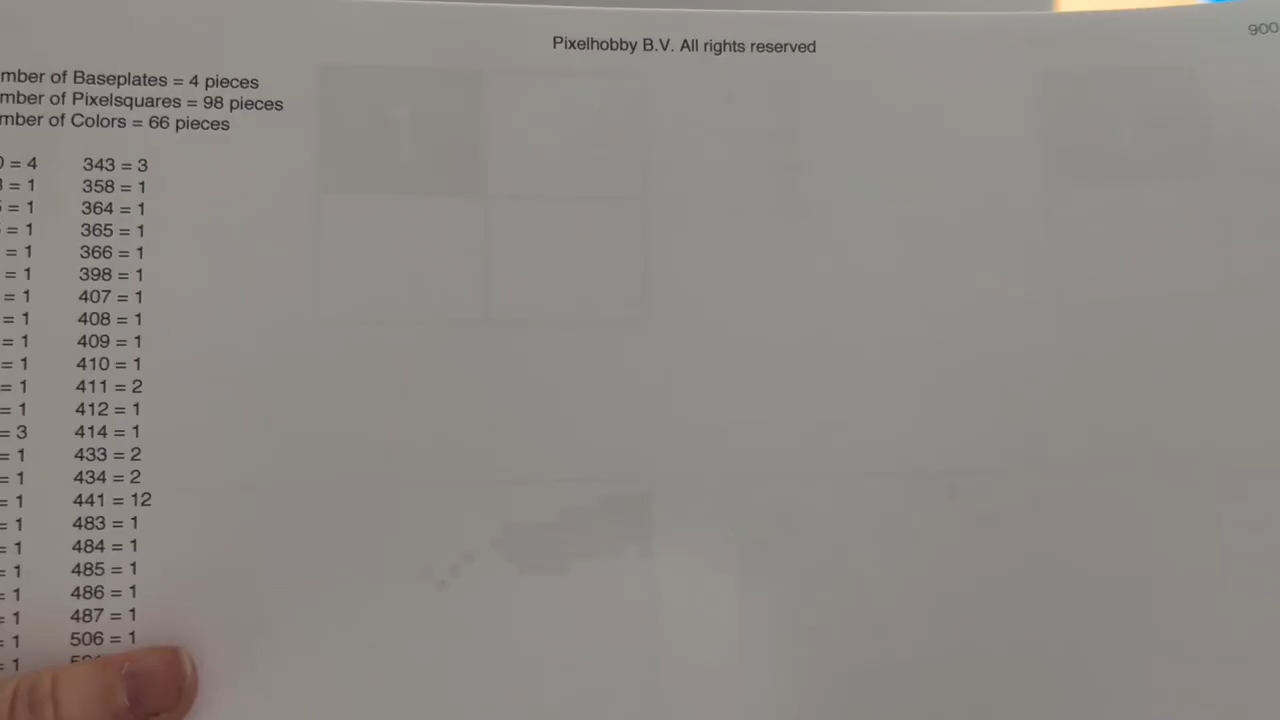 Pixelhobby B.V. All rights reserved
900
mber of Baseplates = 4 pieces
mber of Pixelsquares = 98 pieces
mber of Colors = 66 pieces
= 4 343 = 3
= 1 358 = 1
= 1 364 = 1
= 1 365 = 1
= 1 366 = 1
= 1 398 = 1
= 1 407 = 1
= 1 408 = 1
= 1 409 = 1
= 1 410 = 1
= 1 411 = 2
= 1 412 = 1
= 3 414 = 1
= 1 433 = 2
= 1 434 = 2
= 1 441 = 12
= 1 483 = 1
= 1 484 = 1
= 1 485 = 1
= 1 486 = 1
= 1 487 = 1
= 1 506 = 1
= 1